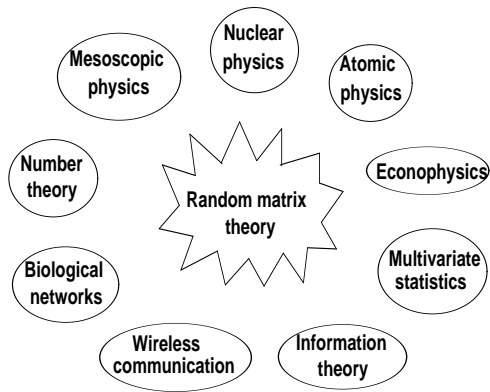 Nuclear
physics
Mesoscopic
physics
Atomic
physics
Number
theory
Random matrix
theory
Econophysics
Biological
networks
Multivariate
statistics
Wireless
communication
Information
theory